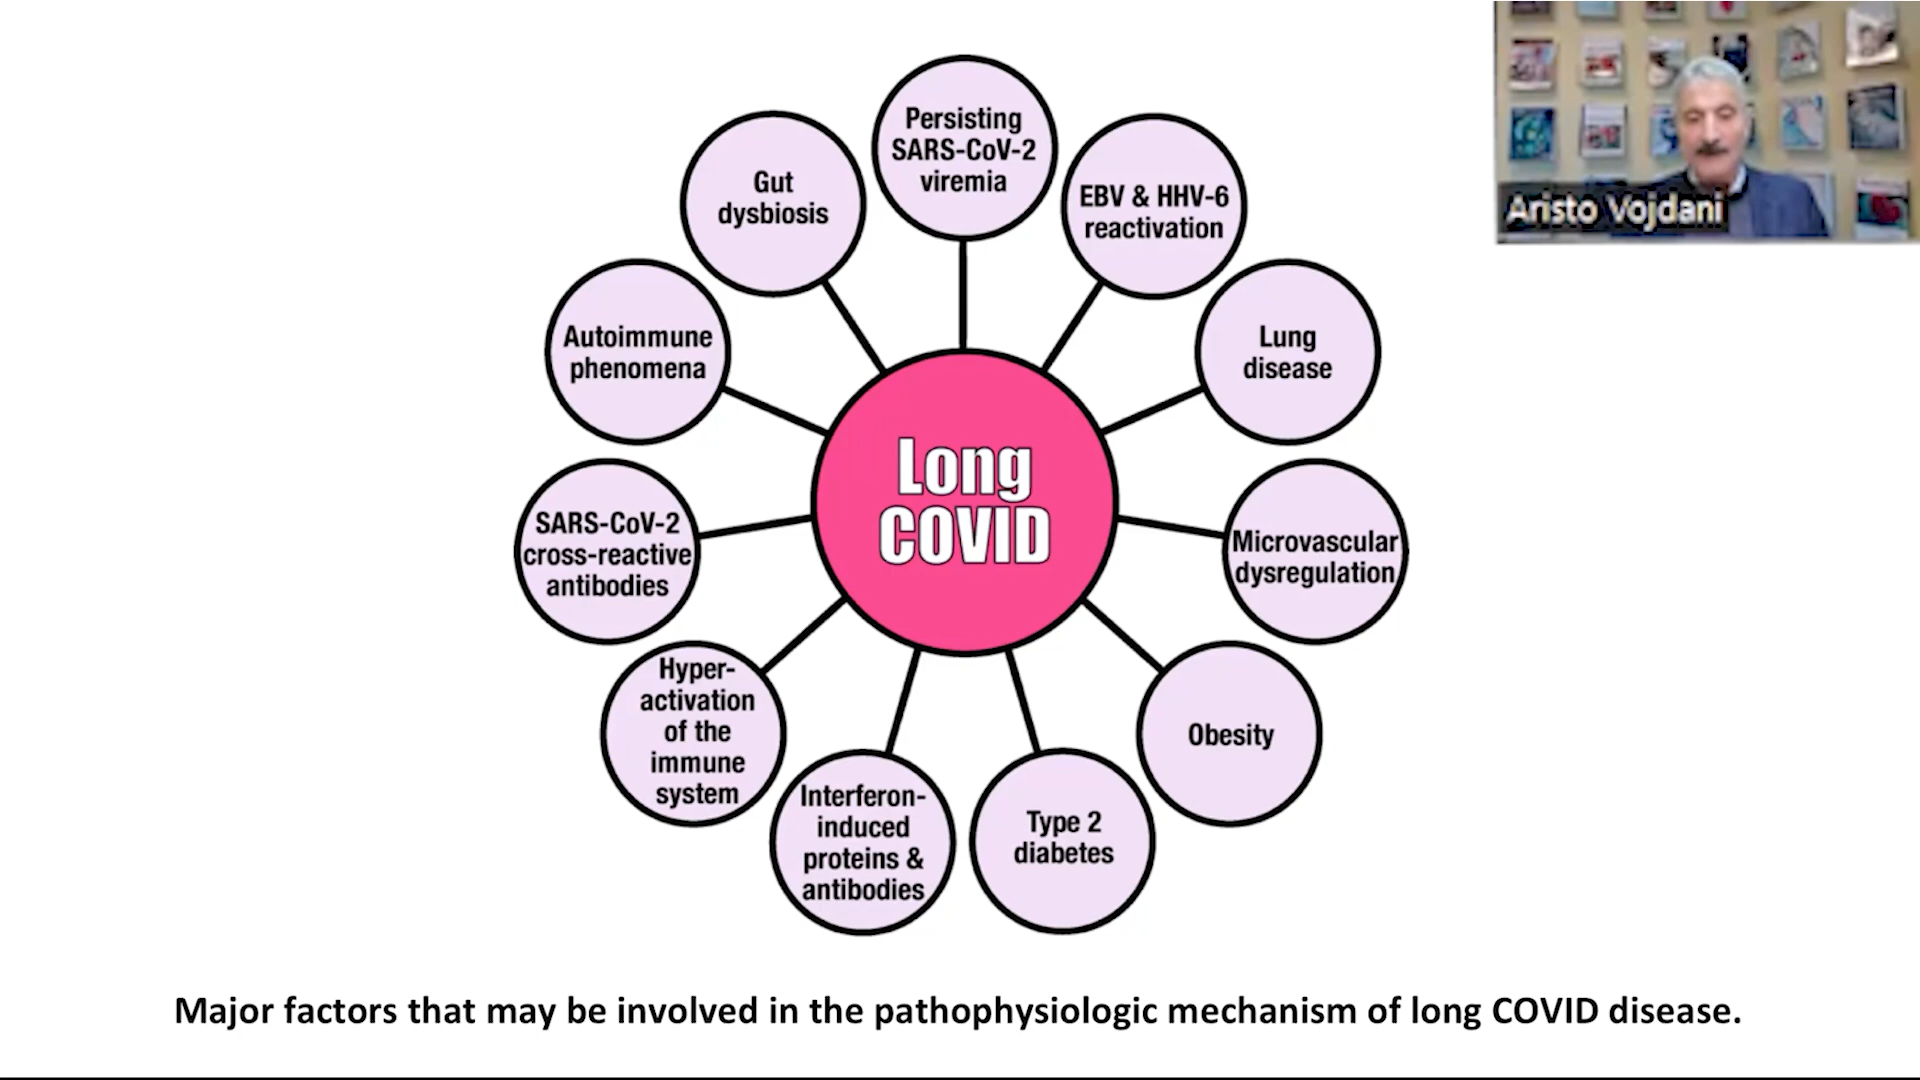 Persisting
SARS-CoV-2
viremia
EBV & HHV-6
reactivation
Lung
disease
Microvascular
dysregulation
Obesity
Type 2
diabetes
Interferon-
induced
proteins &
antibodies
Hyper-
activation
of the
immune
system
SARS-CoV-2
cross-reactive
antibodies
Autoimmune
phenomena
Gut
dysbiosis
Long
COVID
Aristo Vojdani
Major factors that may be involved in the pathophysiologic mechanism of long COVID disease.